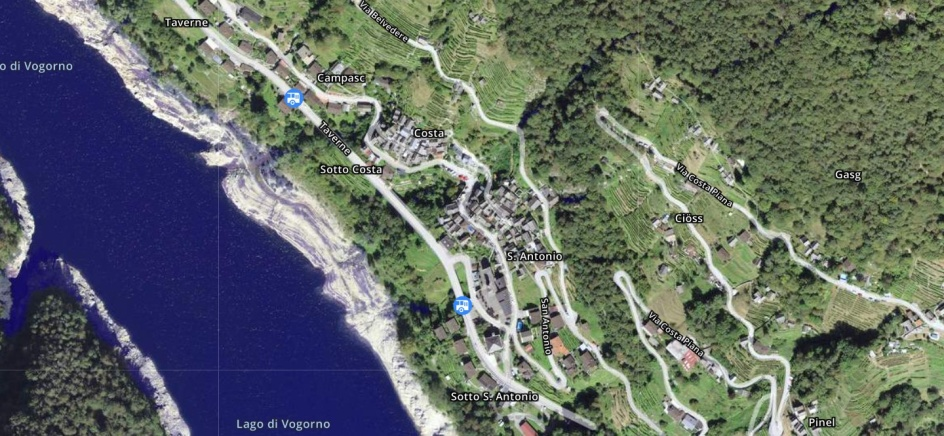 Taverne
Via Belvedere
o di Vogorno
Campasc
Taverne
Costa
Sotto Costa
Via Costa Piana
Gasg
Ciöss
S. Antonio
San Antonio
Via Costa Piana
Sotto S. Antonio
Lago di Vogorno
Pinel